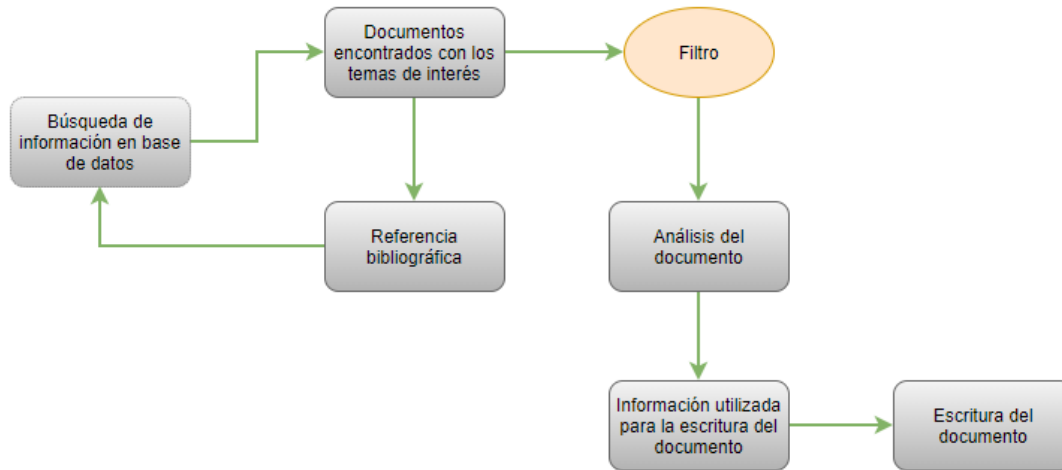 Documentos
encontrados con los
temas de interés
Filtro
Búsqueda de
información en base
de datos
Referencia
bibliográfica
Análisis del
documento
Información utilizada
para la escritura del
documento
Escritura del
documento